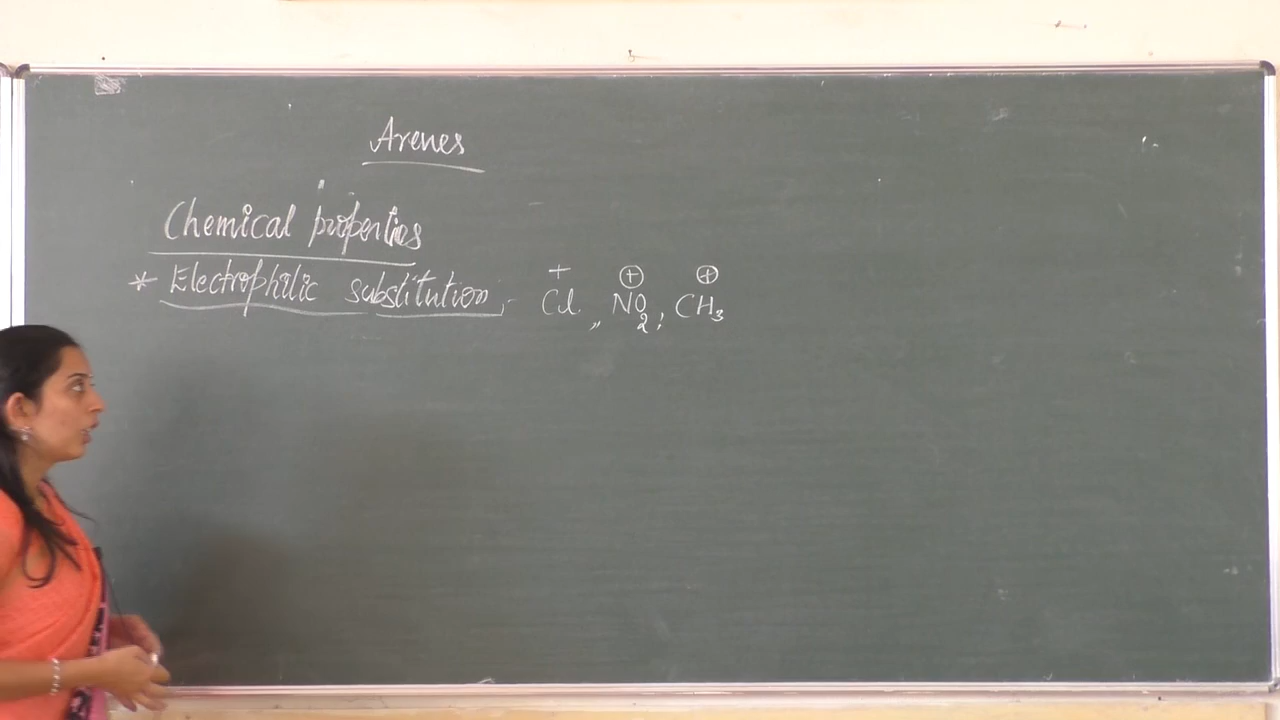 Arenes
Chemical properties
* Electrophilic substitution :- Cl⁺ ,, NO₂⊕ , CH₃⊕